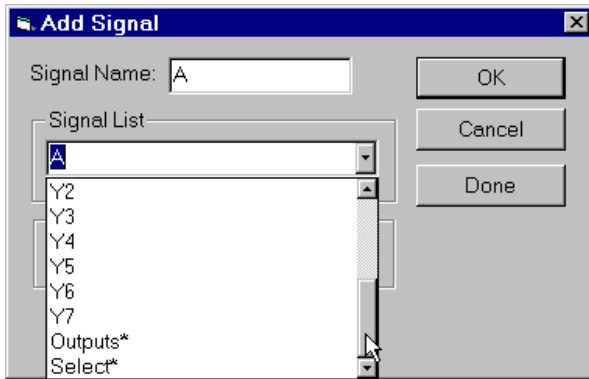 Add Signal
Signal Name: A
OK
Signal List
Cancel
A
Done
Y2
Y3
Y4
Y5
Y6
Y7
Outputs*
Select*